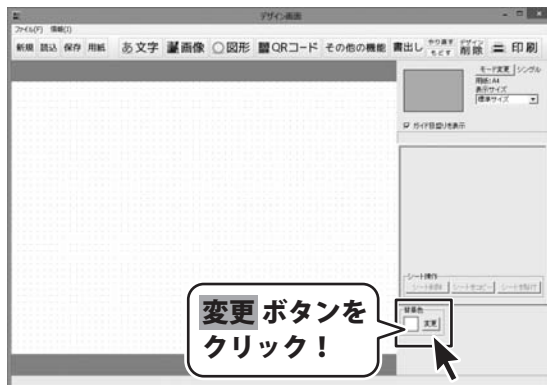 デザイン画面
ファイル(F) 情報(I)
新規 読込 保存 用紙 あ文字 画像 ○図形 QRコード その他の機能 書出し やり直す もどす デザイン削除 印刷
モード変更 シングル
用紙:A4
表示サイズ
標準サイズ
ガイド目盛りを表示
シート操作
シート削除 シートをコピー シートを貼付
背景色
変更
変更 ボタンを
クリック！